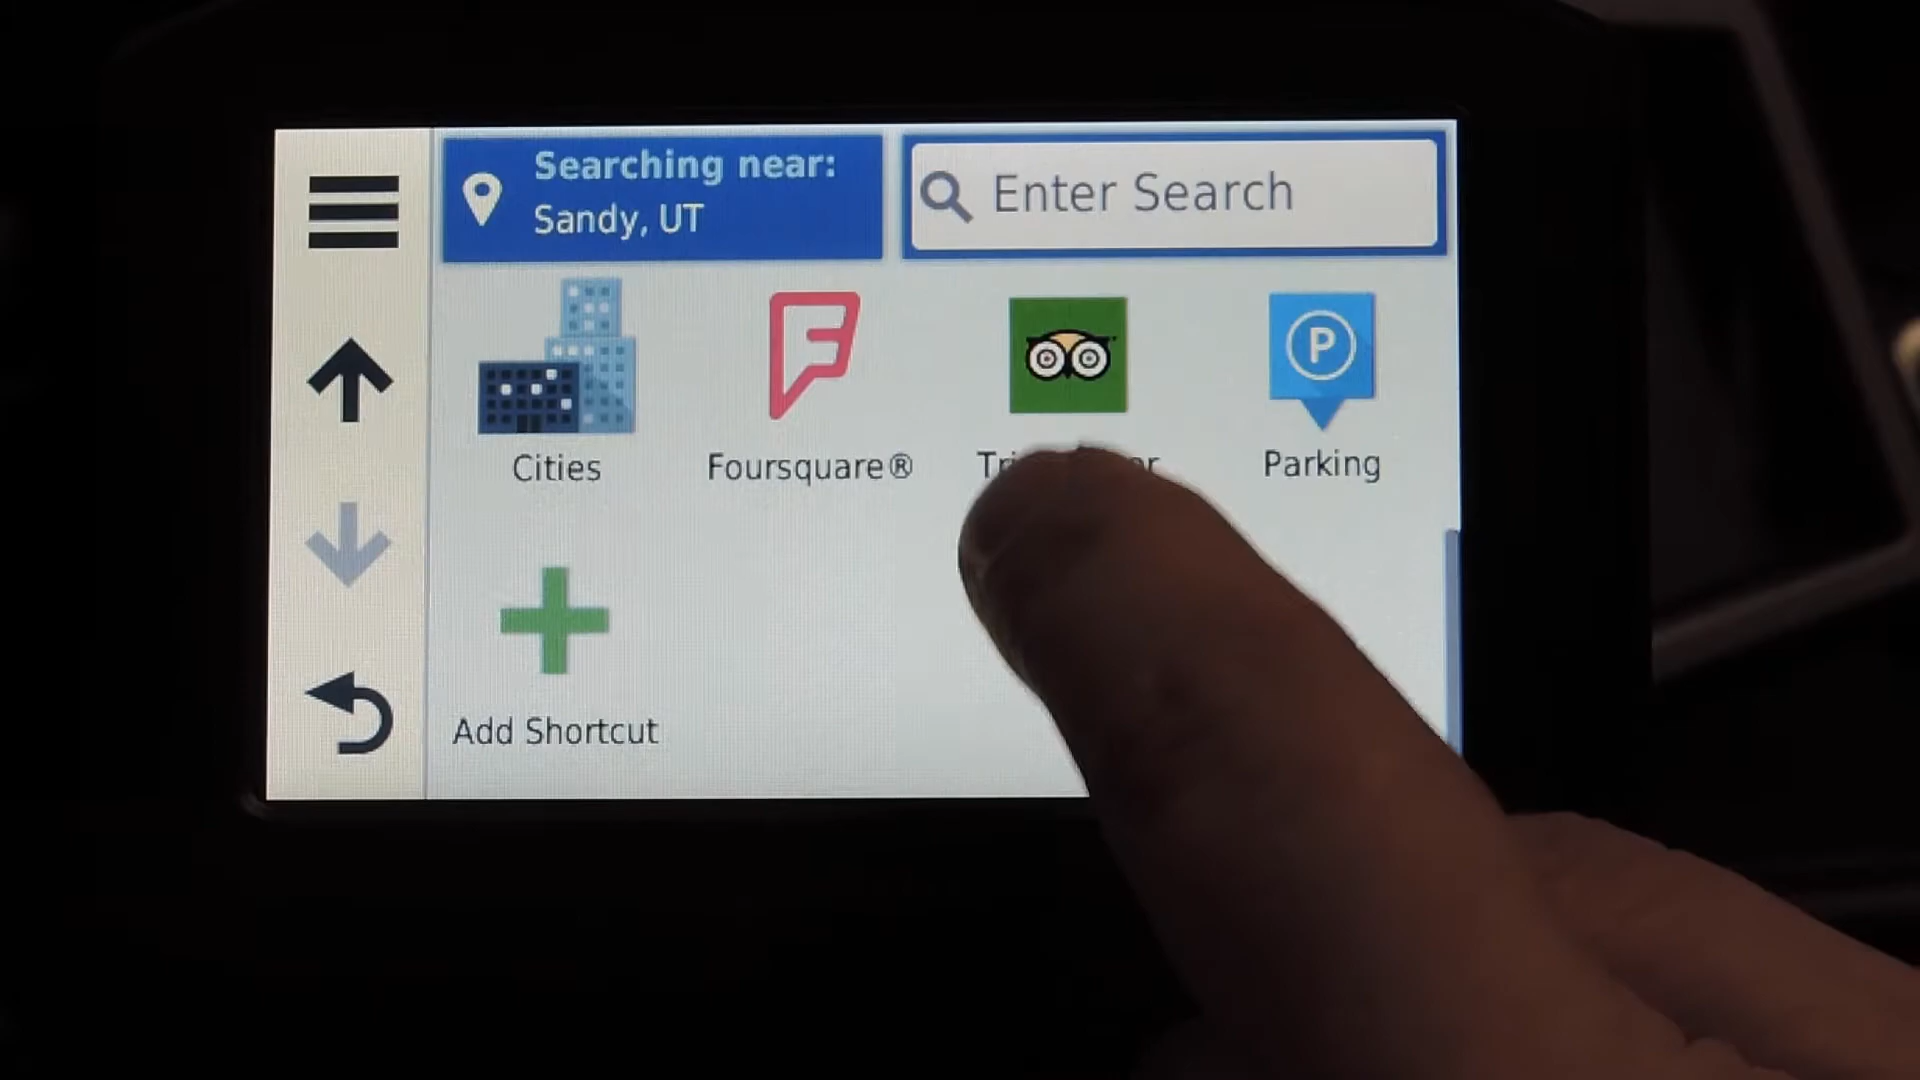 Searching near:
Sandy, UT
Enter Search
P
Cities
Foursquare®
Parking
Add Shortcut